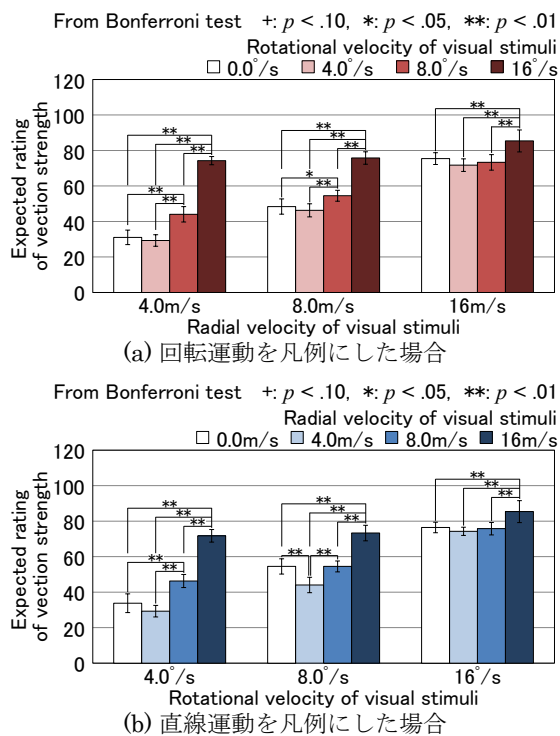 From Bonferroni test +: p < .10, *: p < .05, **: p < .01
Rotational velocity of visual stimuli
0.0°/s 4.0°/s 8.0°/s 16°/s
Expected rating
of vection strength
120
100
80
60
40
20
0
** ** ** ** **
** ** ** * **
** ** **
4.0m/s 8.0m/s 16m/s
Radial velocity of visual stimuli
(a) 回転運動を凡例にした場合
From Bonferroni test +: p < .10, *: p < .05, **: p < .01
Radial velocity of visual stimuli
0.0m/s 4.0m/s 8.0m/s 16m/s
Expected rating
of vection strength
120
100
80
60
40
20
0
** ** ** ** **
** ** ** ** **
** ** **
4.0°/s 8.0°/s 16°/s
Rotational velocity of visual stimuli
(b) 直線運動を凡例にした場合